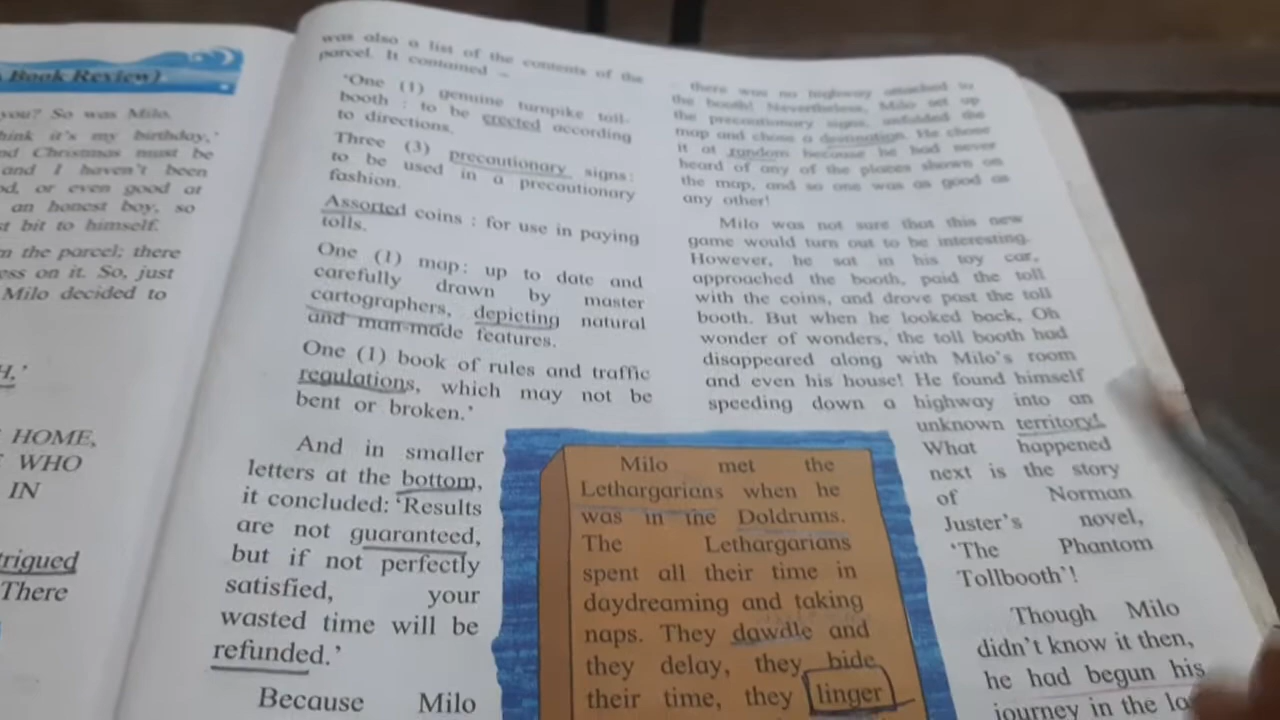 Book Review)
you? So was Milo.
hink it's my birthday,'
nd Christmas must be
and I haven't been
od, or even good at
an honest boy, so
st bit to himself.
m the parcel; there
ess on it. So, just
Milo decided to
H.'
HOME,
WHO
IN
trigued
There
was also a list of the contents of the
parcel. It contained –
'One (1) genuine turnpike toll-
booth : to be erected according
to directions.
Three (3) precautionary signs:
to be used in a precautionary
fashion.
Assorted coins : for use in paying
tolls.
One (1) map: up to date and
carefully drawn by master
cartographers, depicting natural
and man-made features.
One (1) book of rules and traffic
regulations, which may not be
bent or broken.'
And in smaller
letters at the bottom,
it concluded: 'Results
are not guaranteed,
but if not perfectly
satisfied, your
wasted time will be
refunded.'
Because Milo
there was no highway attached to
the booth! Nevertheless, Milo set up
the precautionary signs, unfolded the
map and chose a destination. He chose
it at random because he had never
heard of any of the places shown on
the map, and so one was as good as
any other!
Milo was not sure that this new
game would turn out to be interesting.
However, he sat in his toy car,
approached the booth, paid the toll
with the coins, and drove past the toll
booth. But when he looked back, Oh
wonder of wonders, the toll booth had
disappeared along with Milo's room
and even his house! He found himself
speeding down a highway into an
unknown territory!
What happened
next is the story
of Norman
Juster's novel,
'The Phantom
Tollbooth'!
Though Milo
didn't know it then,
he had begun his
journey in the
Milo met the
Lethargarians when he
was in the Doldrums.
The Lethargarians
spent all their time in
daydreaming and taking
naps. They dawdle and
they delay, they bide
their time, they linger